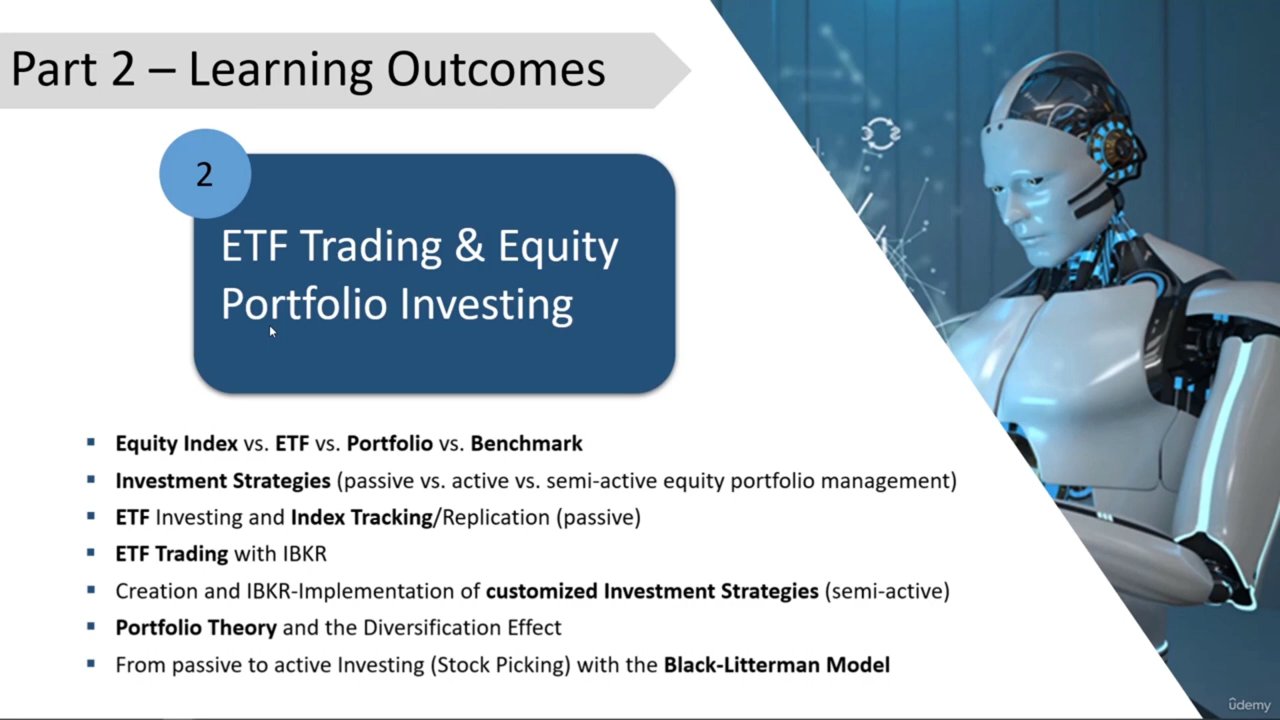 Part 2 – Learning Outcomes
2
ETF Trading & Equity
Portfolio Investing
▪ Equity Index vs. ETF vs. Portfolio vs. Benchmark
▪ Investment Strategies (passive vs. active vs. semi-active equity portfolio management)
▪ ETF Investing and Index Tracking/Replication (passive)
▪ ETF Trading with IBKR
▪ Creation and IBKR-Implementation of customized Investment Strategies (semi-active)
▪ Portfolio Theory and the Diversification Effect
▪ From passive to active Investing (Stock Picking) with the Black-Litterman Model
ûdemy